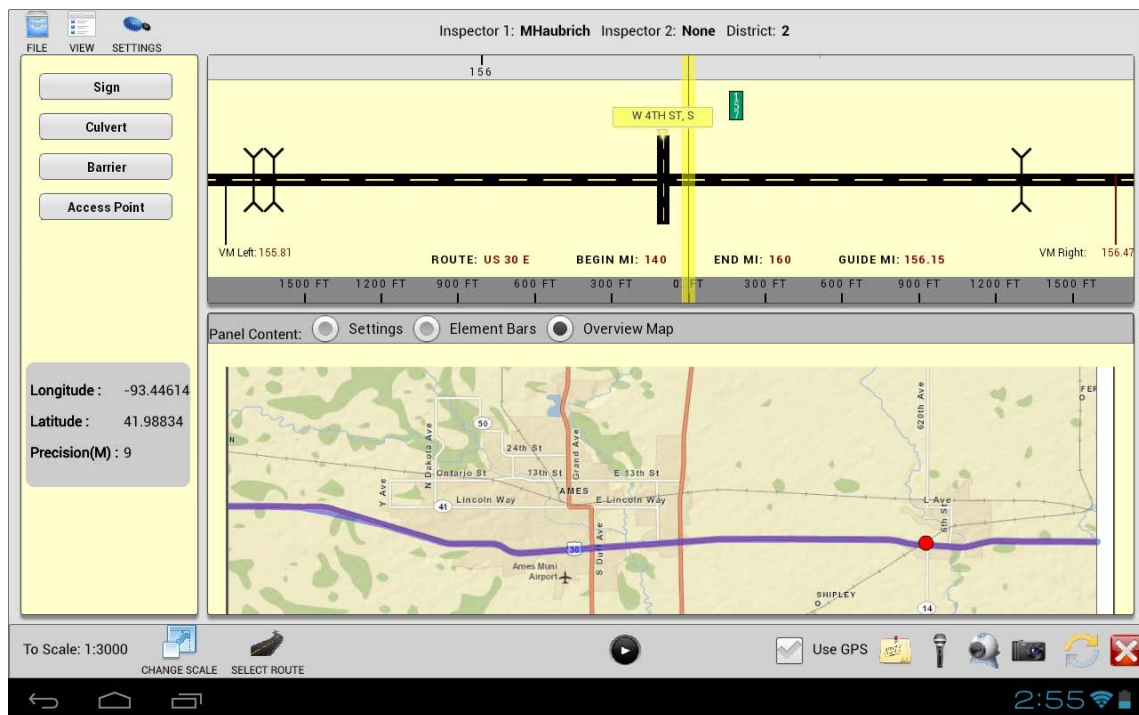 Inspector 1: MHaubrich Inspector 2: None District: 2
FILE VIEW SETTINGS
Sign
Culvert
Barrier
Access Point
156
W 4TH ST, S
157
VM Left: 155.81
ROUTE: US 30 E BEGIN MI: 140 END MI: 160 GUIDE MI: 156.15
VM Right: 156.47
1500 FT 1200 FT 900 FT 600 FT 300 FT 0 FT 300 FT 600 FT 900 FT 1200 FT 1500 FT
Panel Content: Settings Element Bars Overview Map
Longitude : -93.44614
Latitude : 41.98834
Precision(M) : 9
N Dakota Ave
50
24th St
Grand Ave
620th Ave
Ontario St 13th St E 13th St
Y Ave
Lincoln Way
AMES
E Lincoln Way
41
L-Ave
6th St
30
S Duff Ave
Ames Muni
Airport
SHIPLEY
14
To Scale: 1:3000
CHANGE SCALE SELECT ROUTE
Use GPS
2:55